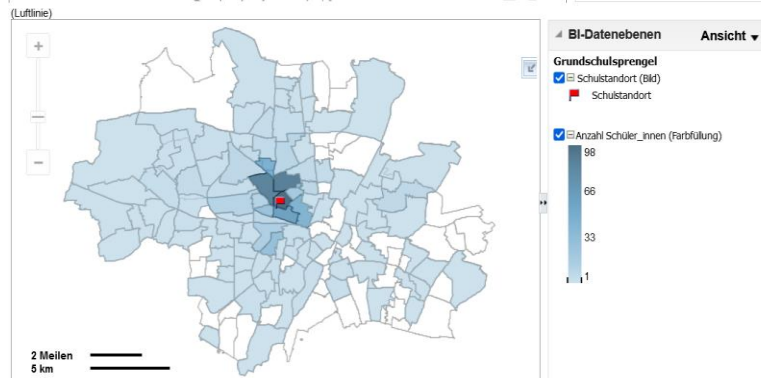 (Luftlinie)
BI-Datenebenen
Ansicht
Grundschulsprengel
Schulstandort (Bild)
Schulstandort
Anzahl Schüler_innen (Farbfüllung)
98
66
33
1
2 Meilen
5 km